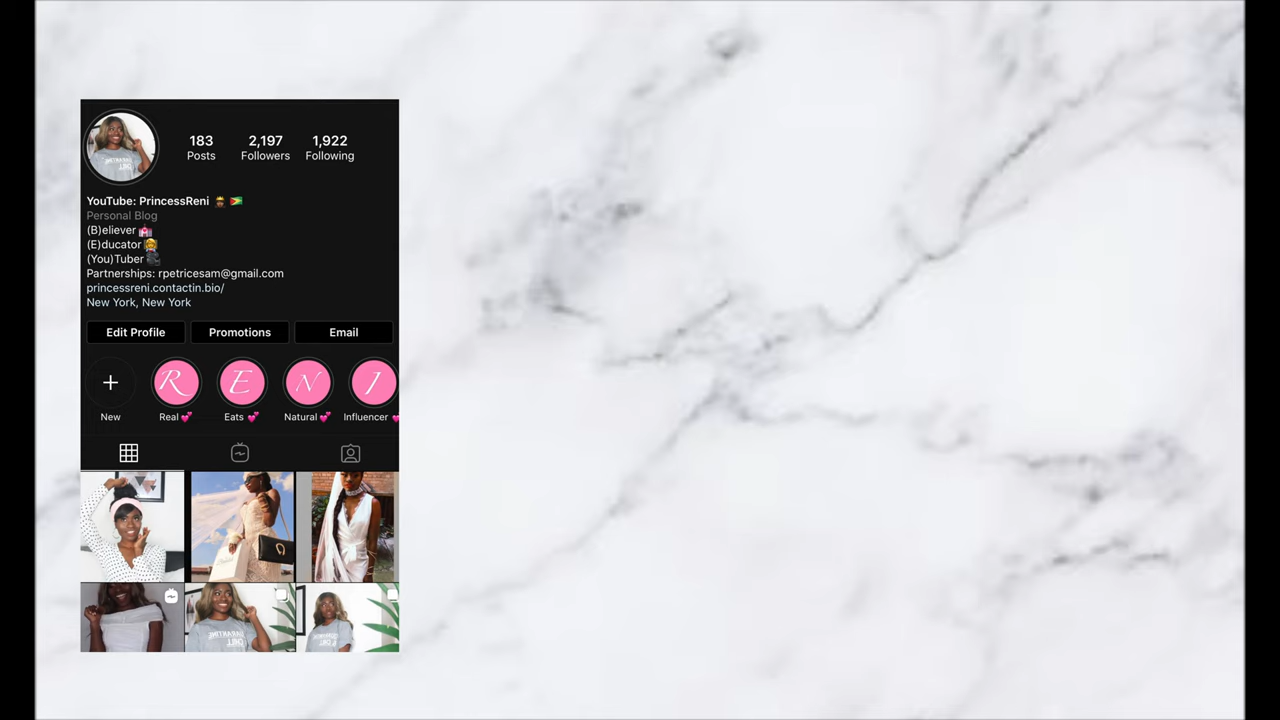 183 2,197 1,922
Posts Followers Following
YouTube: PrincessReni
Personal Blog
(B)eliever
(E)ducator
(You)Tuber
Partnerships: rpetricesam@gmail.com
princessreni.contactin.bio/
New York, New York
Edit Profile Promotions Email
R E N I
New Real Eats Natural Influencer